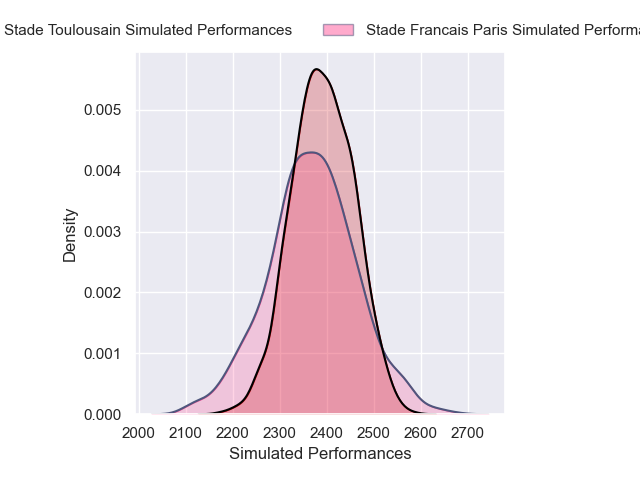 Stade Toulousain Simulated Performances Stade Francais Paris Simulated
0.005
0.004
0.003
0.002
0.001
0.000
Density
2000 2100 2200 2300 2400 2500 2600 2700
Simulated Performances